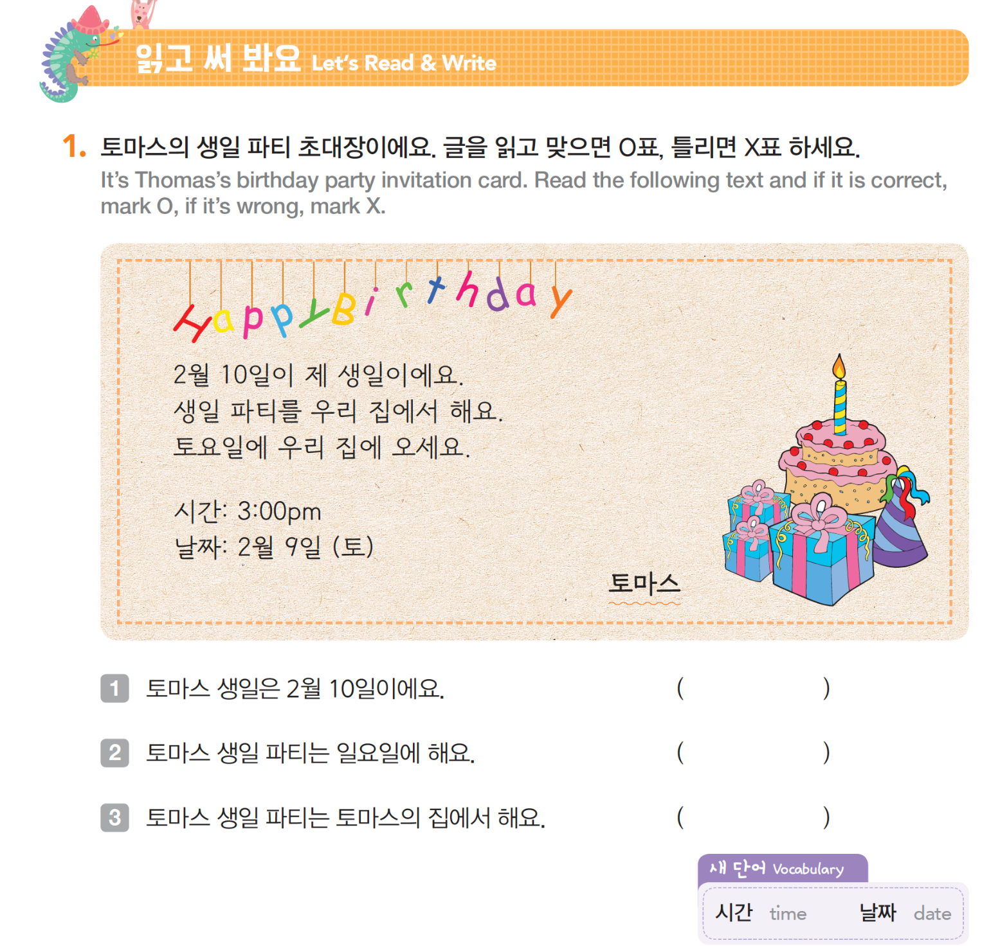 읽고 써 봐요 Let's Read & Write
1. 토마스의 생일 파티 초대장이에요. 글을 읽고 맞으면 O표, 틀리면 X표 하세요.
It's Thomas's birthday party invitation card. Read the following text and if it is correct,
mark O, if it's wrong, mark X.
Happy Birthday
2월 10일이 제 생일이에요.
생일 파티를 우리 집에서 해요.
토요일에 우리 집에 오세요.
시간: 3:00pm
날짜: 2월 9일 (토)
토마스
1 토마스 생일은 2월 10일이에요. ( )
2 토마스 생일 파티는 일요일에 해요. ( )
3 토마스 생일 파티는 토마스의 집에서 해요. ( )
새 단어 Vocabulary
시간 time 날짜 date